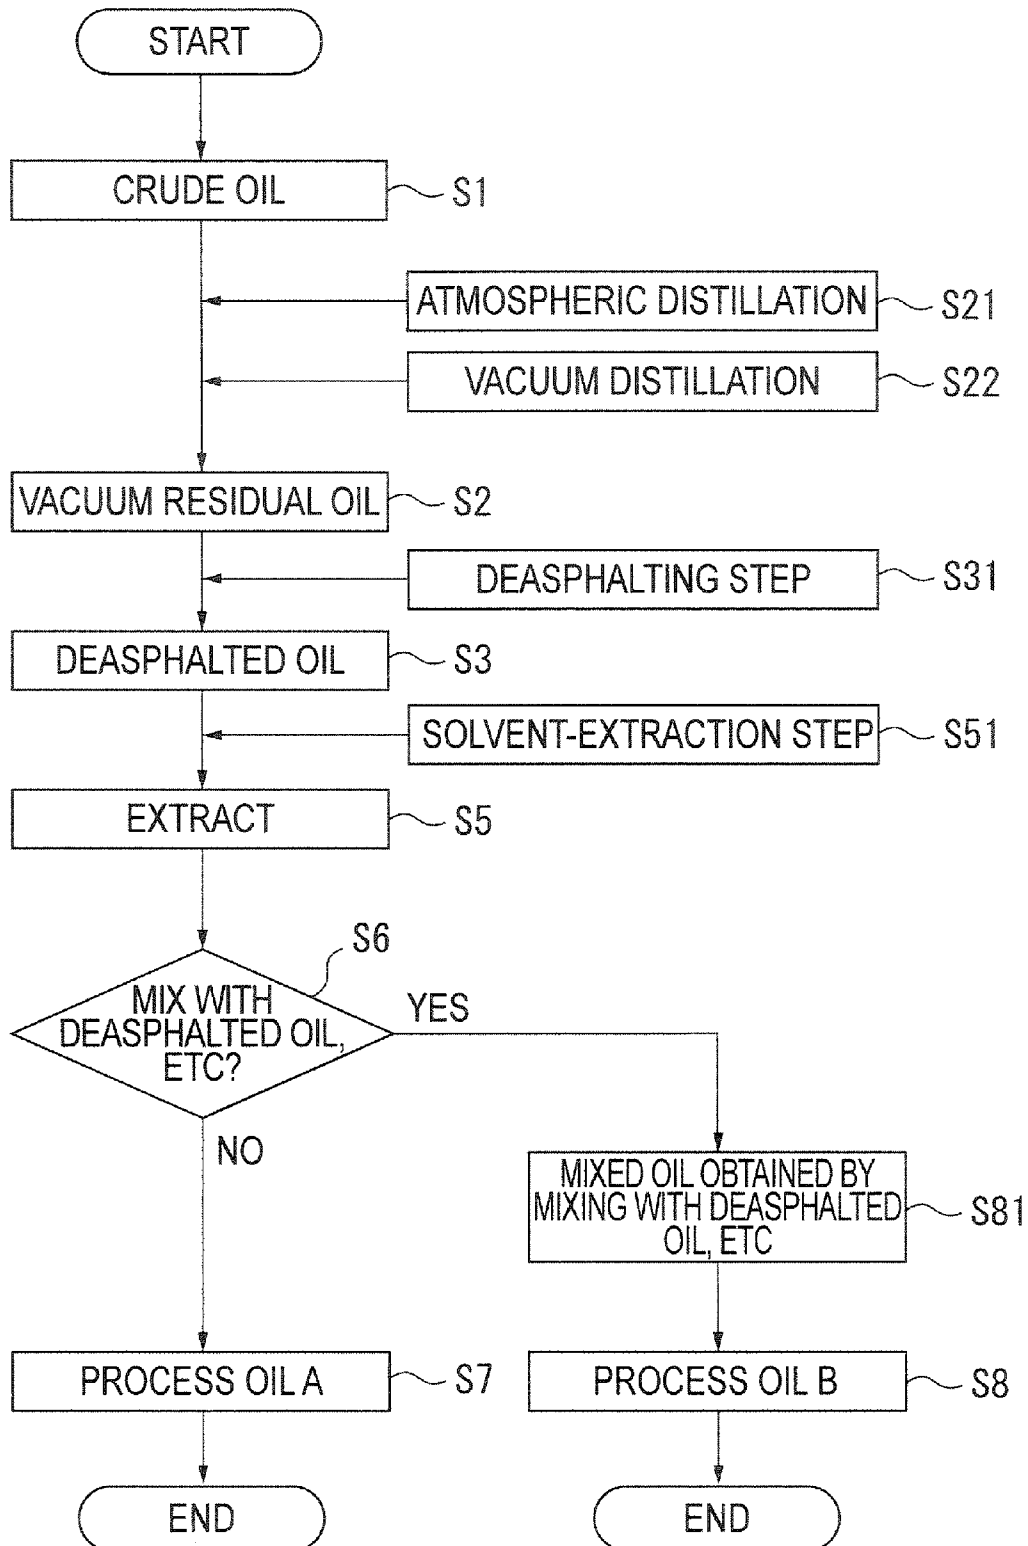 START
CRUDE OIL
S1
ATMOSPHERIC DISTILLATION
S21
VACUUM DISTILLATION
S22
VACUUM RESIDUAL OIL
S2
DEASPHALTING STEP
S31
DEASPHALTED OIL
S3
SOLVENT-EXTRACTION STEP
S51
EXTRACT
S5
S6
MIX WITH
DEASPHALTED OIL,
ETC?
YES
NO
MIXED OIL OBTAINED BY
MIXING WITH DEASPHALTED
OIL, ETC
S81
PROCESS OIL A
S7
PROCESS OIL B
S8
END
END